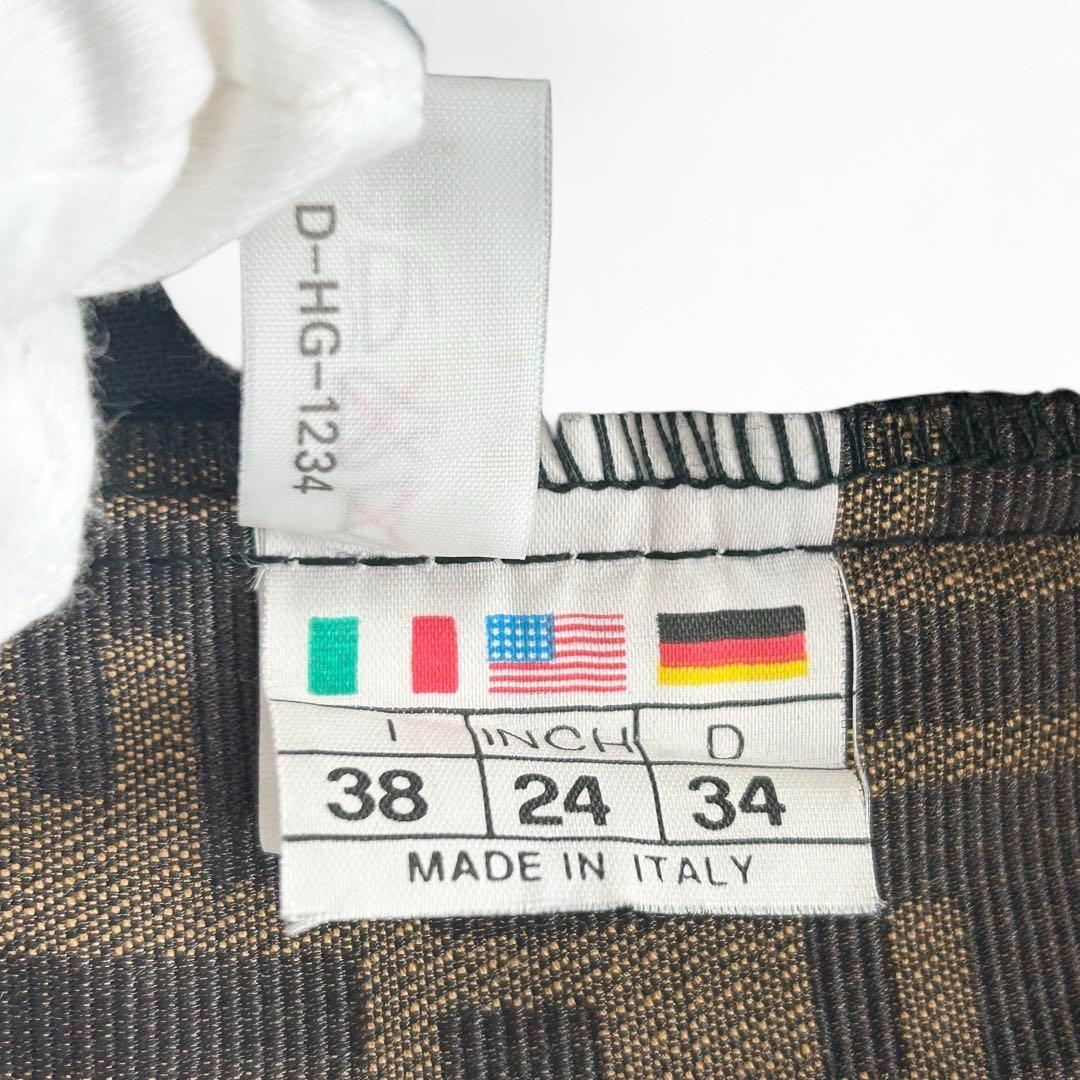 D-HG-1234
I INCH D
38 24 34
MADE IN ITALY